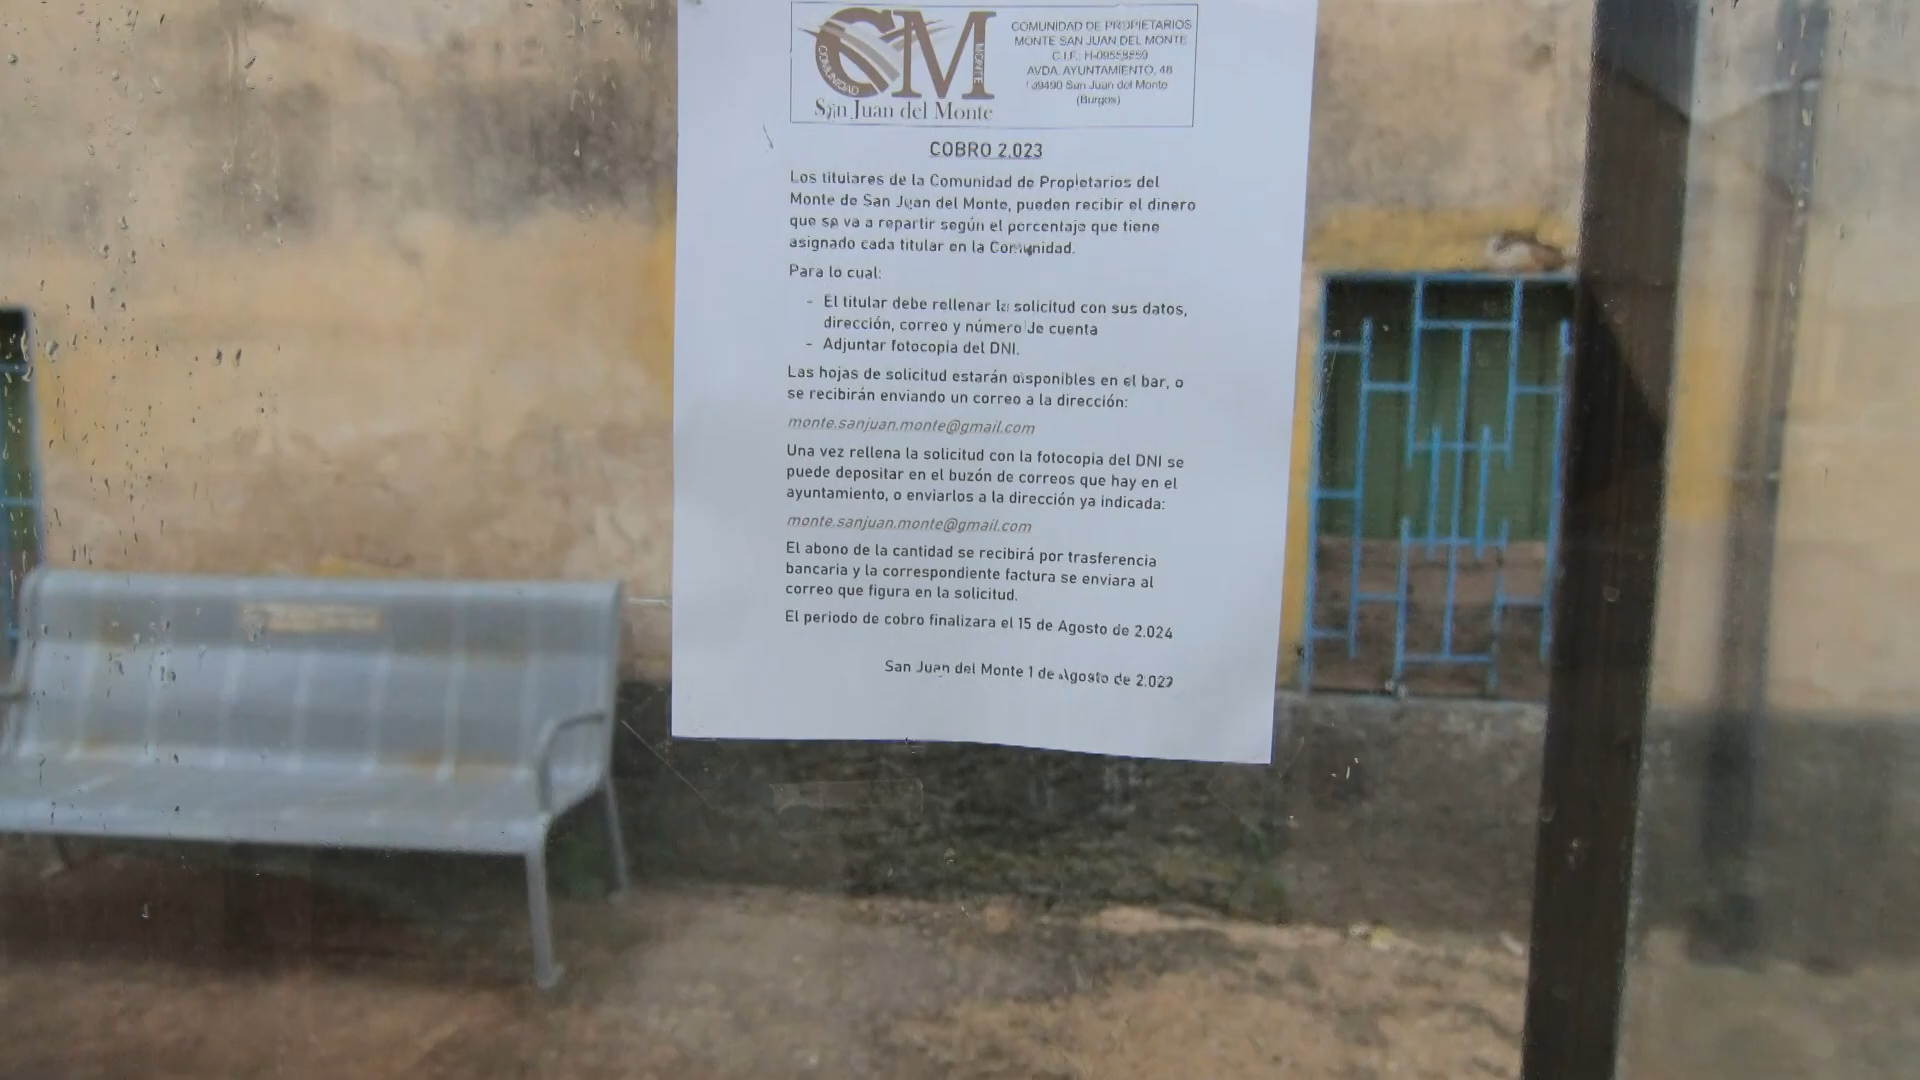 COMUNIDAD
CM
MONTE
San Juan del Monte
COMUNIDAD DE PROPIETARIOS
MONTE SAN JUAN DEL MONTE
C.I.F.: H-09558859
AVDA. AYUNTAMIENTO, 48
09490 San Juan del Monte
(Burgos)
COBRO 2.023
Los titulares de la Comunidad de Propietarios del
Monte de San Juan del Monte, pueden recibir el dinero
que se va a repartir según el porcentaje que tiene
asignado cada titular en la Comunidad.
Para lo cual:
- El titular debe rellenar la solicitud con sus datos,
dirección, correo y número de cuenta
- Adjuntar fotocopia del DNI.
Las hojas de solicitud estarán disponibles en el bar, o
se recibirán enviando un correo a la dirección:
monte.sanjuan.monte@gmail.com
Una vez rellena la solicitud con la fotocopia del DNI se
puede depositar en el buzón de correos que hay en el
ayuntamiento, o enviarlos a la dirección ya indicada:
monte.sanjuan.monte@gmail.com
El abono de la cantidad se recibirá por trasferencia
bancaria y la correspondiente factura se enviara al
correo que figura en la solicitud.
El periodo de cobro finalizara el 15 de Agosto de 2.024
San Juan del Monte 1 de Agosto de